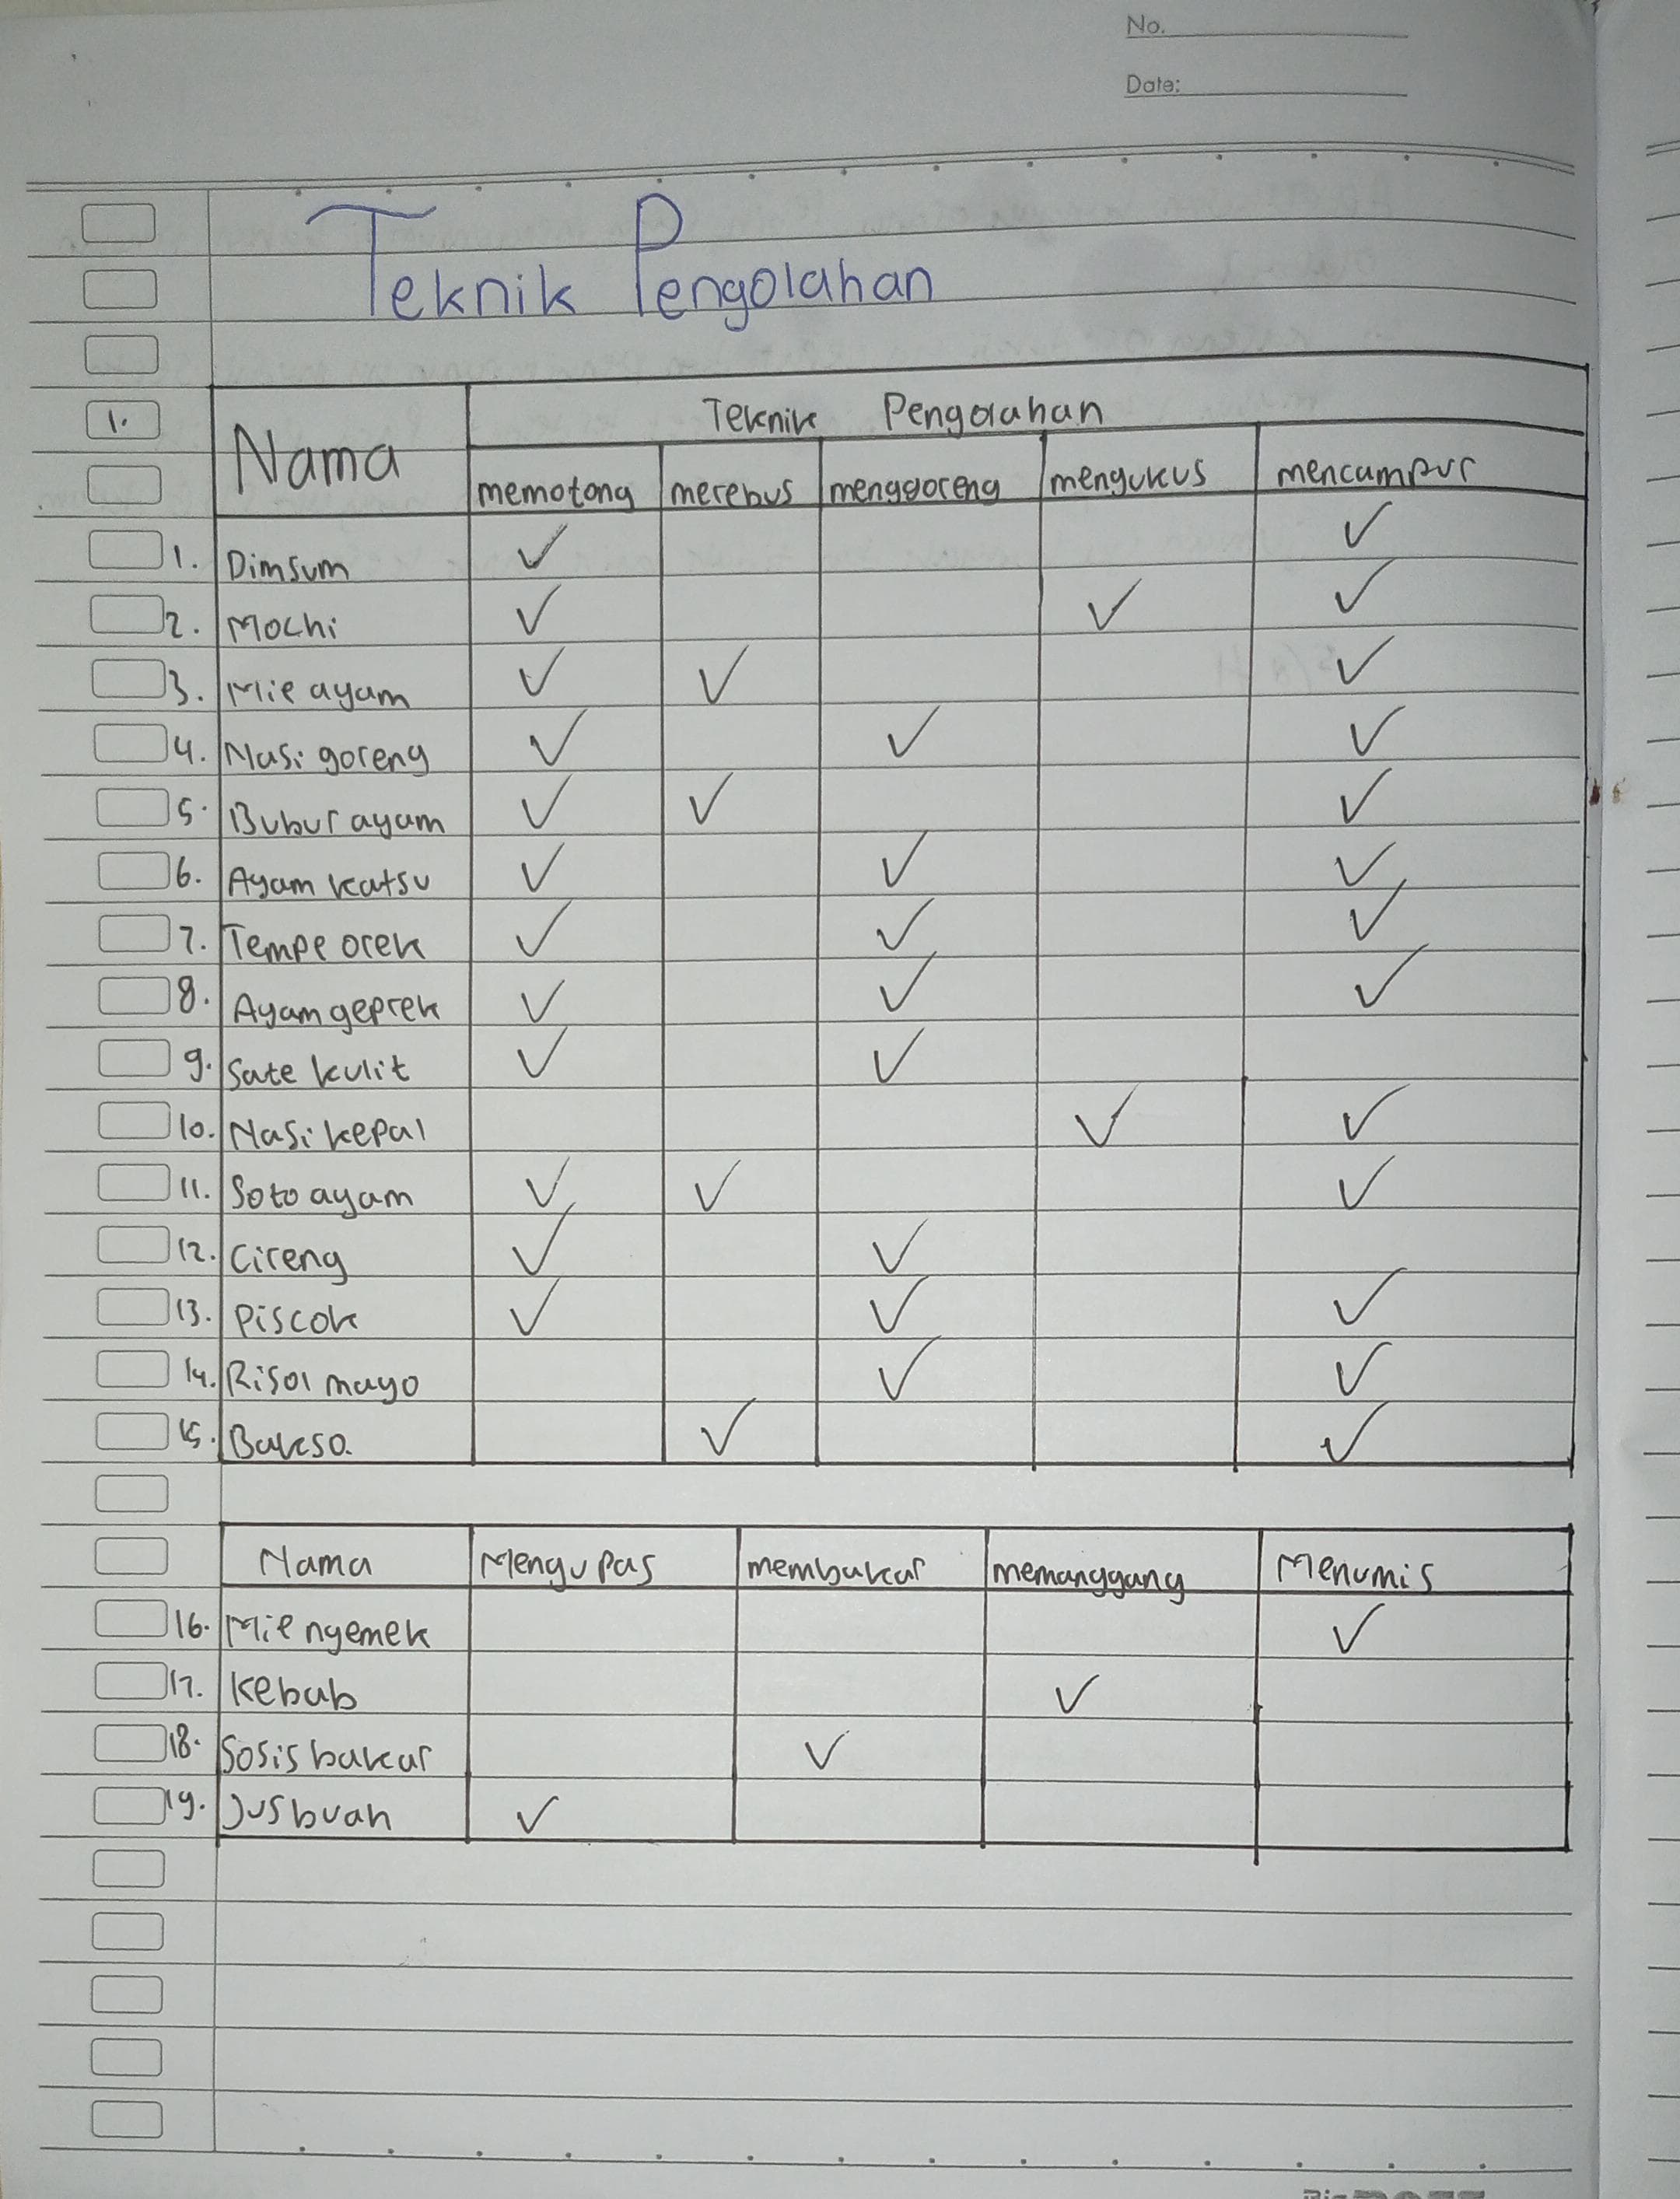 No.
Date:
Teknik Pengolahan
1.
Nama Teknik Pengolahan
memotong merebus menggoreng mengukus mencampur
1. Dimsum ✓ ✓
2. Mochi ✓ ✓ ✓
3. Mie ayam ✓ ✓ ✓
4. Nasi goreng ✓ ✓ ✓
5. Bubur ayam ✓ ✓ ✓
6. Ayam katsu ✓ ✓ ✓
7. Tempe orek ✓ ✓ ✓
8. Ayam geprek ✓ ✓ ✓
9. Sate kulit ✓ ✓
10. Nasi kepal ✓ ✓
11. Soto ayam ✓ ✓ ✓
12. Cireng ✓ ✓
13. Piscok ✓ ✓ ✓
14. Risol mayo ✓ ✓
15. Bakso. ✓ ✓
Nama Mengupas membakar memanggang Menumis
16. Mie nyemek ✓
17. Kebab ✓
18. Sosis bakar ✓
19. Jus buah ✓